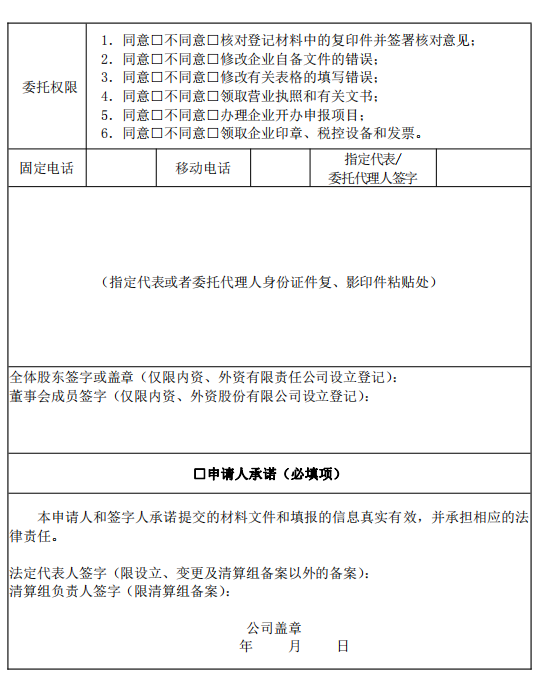 委托权限
1. 同意□不同意□核对登记材料中的复印件并签署核对意见;
2. 同意□不同意□修改企业自备文件的错误;
3. 同意□不同意□修改有关表格的填写错误;
4. 同意□不同意□领取营业执照和有关文书;
5. 同意□不同意□办理企业开办申报项目;
6. 同意□不同意□领取企业印章、税控设备和发票。
固定电话
移动电话
指定代表/
委托代理人签字
（指定代表或者委托代理人身份证件复、影印件粘贴处）
全体股东签字或盖章（仅限内资、外资有限责任公司设立登记）:
董事会成员签字（仅限内资、外资股份有限公司设立登记）:
□申请人承诺（必填项）
本申请人和签字人承诺提交的材料文件和填报的信息真实有效，并承担相应的法
律责任。
法定代表人签字（限设立、变更及清算组备案以外的备案）:
清算组负责人签字（限清算组备案）:
公司盖章
年 月 日